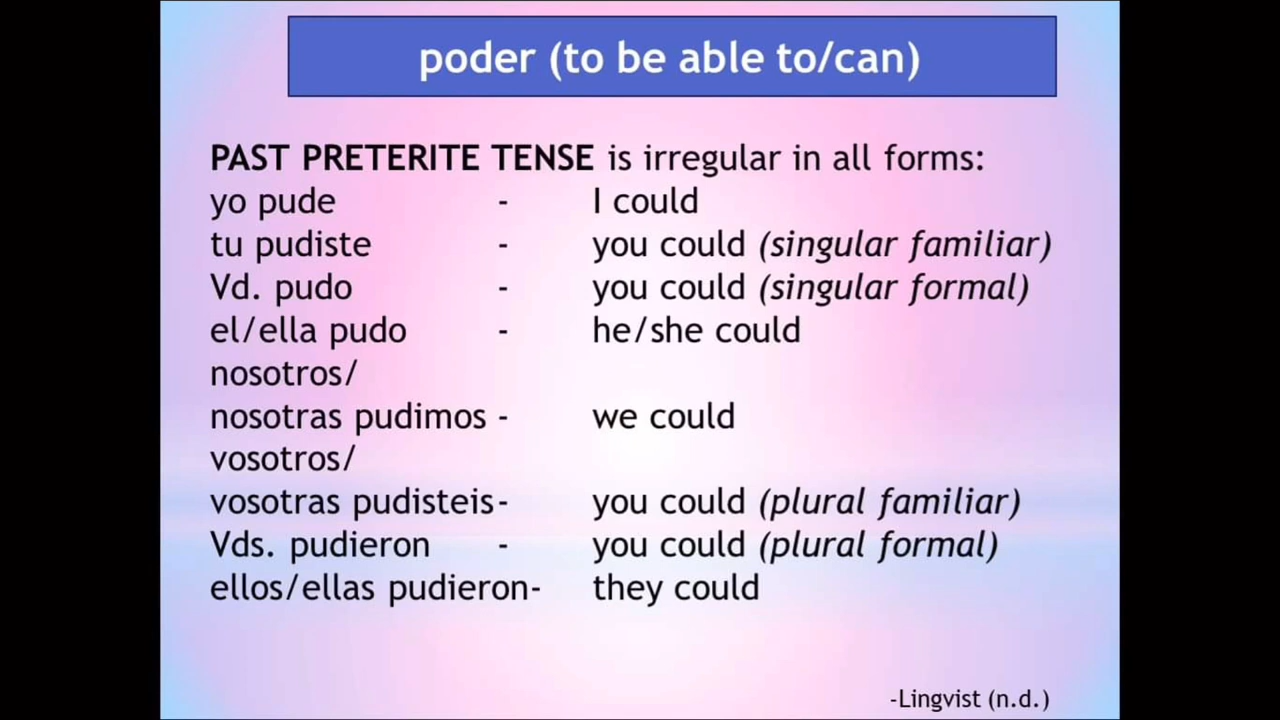 poder (to be able to/can)
PAST PRETERITE TENSE is irregular in all forms:
yo pude - I could
tu pudiste - you could (singular familiar)
Vd. pudo - you could (singular formal)
el/ella pudo - he/she could
nosotros/
nosotras pudimos - we could
vosotros/
vosotras pudisteis- you could (plural familiar)
Vds. pudieron - you could (plural formal)
ellos/ellas pudieron- they could
-Lingvist (n.d.)